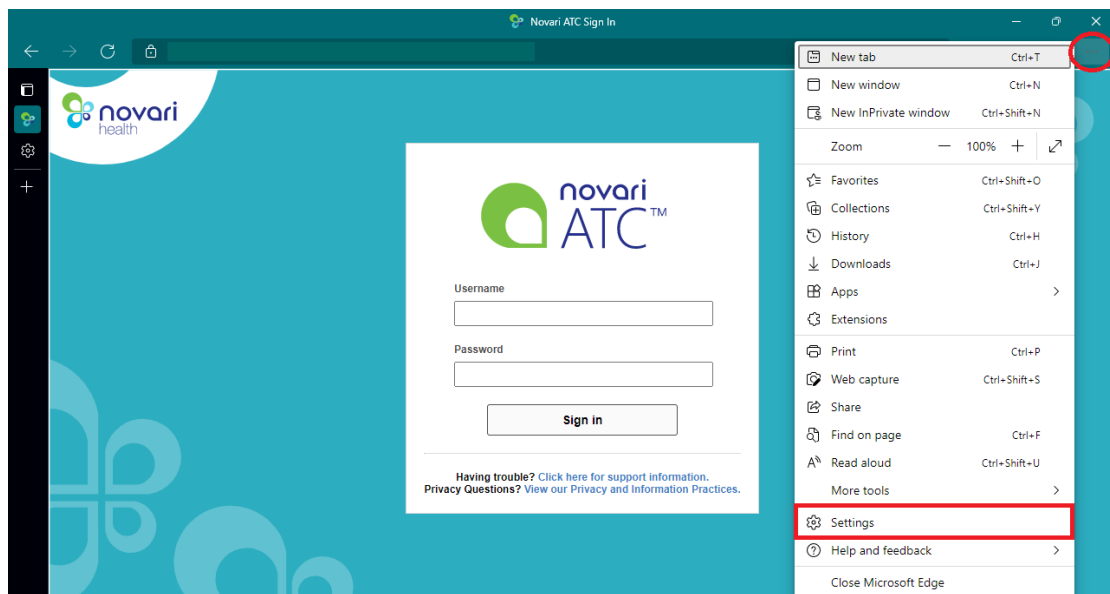 Novari ATC Sign In
novari
health
novari
ATC™
Username
Password
Sign in
Having trouble? Click here for support information.
Privacy Questions? View our Privacy and Information Practices.
New tab Ctrl+T
New window Ctrl+N
New InPrivate window Ctrl+Shift+N
Zoom — 100% +
Favorites Ctrl+Shift+O
Collections Ctrl+Shift+Y
History Ctrl+H
Downloads Ctrl+J
Apps
Extensions
Print Ctrl+P
Web capture Ctrl+Shift+S
Share
Find on page Ctrl+F
Read aloud Ctrl+Shift+U
More tools
Settings
Help and feedback
Close Microsoft Edge